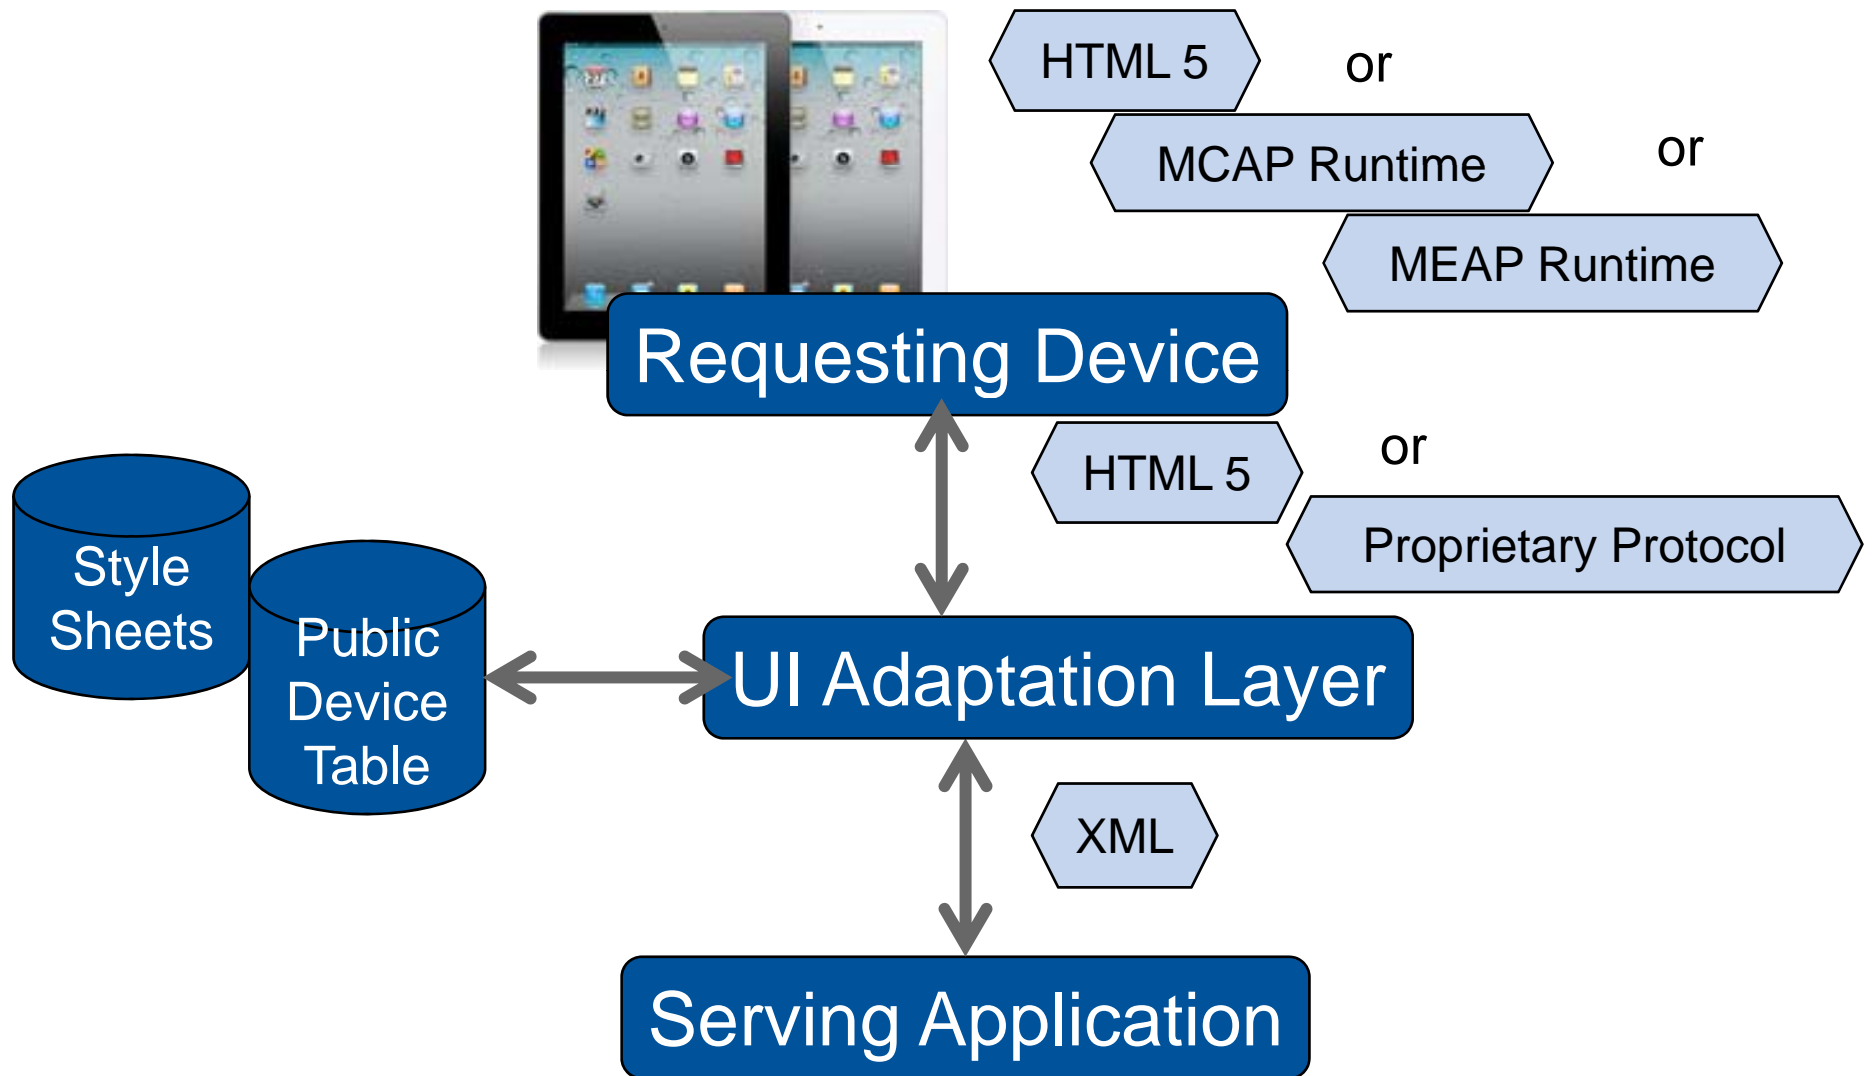 HTML 5
or
MCAP Runtime
or
MEAP Runtime
Requesting Device
HTML 5
or
Proprietary Protocol
Style
Sheets
Public
Device
Table
UI Adaptation Layer
XML
Serving Application